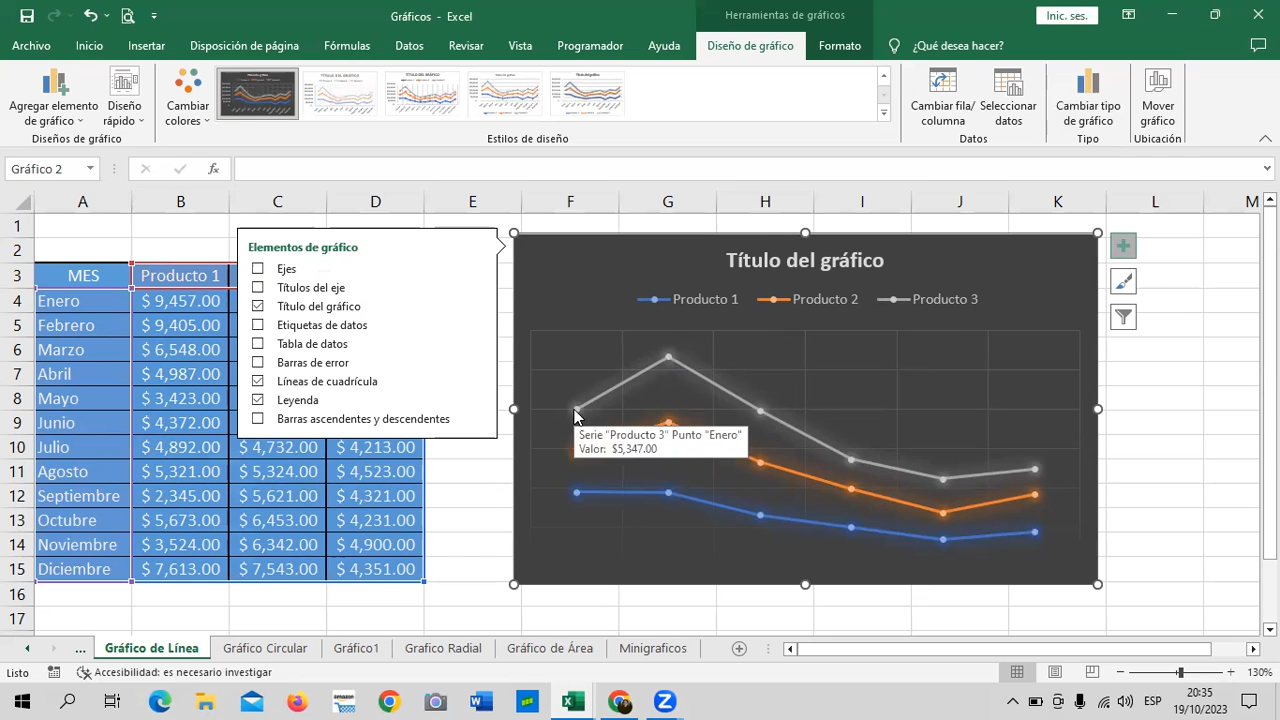 Gráficos - Excel
Herramientas de gráficos
Inic. ses.
Archivo Inicio Insertar Disposición de página Fórmulas Datos Revisar Vista Programador Ayuda Diseño de gráfico Formato ¿Qué desea hacer?
Agregar elemento de gráfico
Diseño rápido
Cambiar colores
Cambiar fila/ columna
Seleccionar datos
Cambiar tipo de gráfico
Mover gráfico
Diseños de gráfico Estilos de diseño Datos Tipo Ubicación
Gráfico 2 fx
A B C D E F G H I J K L M
1
2
3 MES Producto 1
4 Enero $ 9,457.00
5 Febrero $ 9,405.00
6 Marzo $ 6,548.00
7 Abril $ 4,987.00
8 Mayo $ 3,423.00
9 Junio $ 4,372.00
10 Julio $ 4,892.00 $ 4,732.00 $ 4,213.00
11 Agosto $ 5,321.00 $ 5,324.00 $ 4,523.00
12 Septiembre $ 2,345.00 $ 5,621.00 $ 4,321.00
13 Octubre $ 5,673.00 $ 6,453.00 $ 4,231.00
14 Noviembre $ 3,524.00 $ 6,342.00 $ 4,900.00
15 Diciembre $ 7,613.00 $ 7,543.00 $ 4,351.00
16
17
Elementos de gráfico
Ejes
Títulos del eje
Título del gráfico
Etiquetas de datos
Tabla de datos
Barras de error
Líneas de cuadrícula
Leyenda
Barras ascendentes y descendentes
Título del gráfico
Producto 1 Producto 2 Producto 3
Serie "Producto 3" Punto "Enero"
Valor: $5,347.00
... Gráfico de Línea Gráfico Circular Gráfico1 Grafico Radial Gráfico de Área Minigraficos
Listo Accesibilidad: es necesario investigar 130%
ESP
20:35
19/10/2023